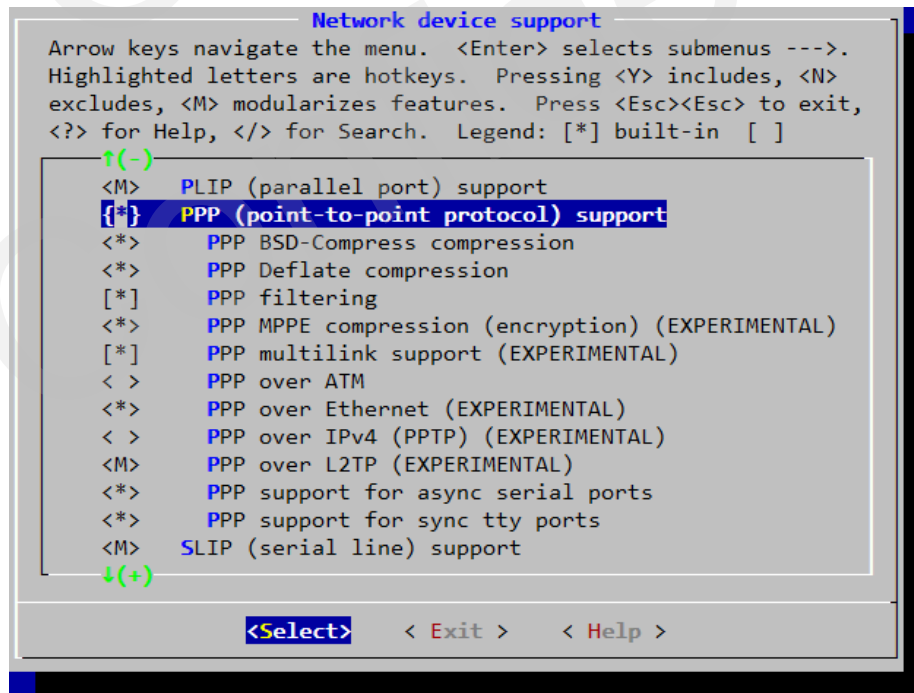 Network device support
Arrow keys navigate the menu.  <Enter> selects submenus --->.
Highlighted letters are hotkeys.  Pressing <Y> includes, <N>
excludes, <M> modularizes features.  Press <Esc><Esc> to exit,
<?> for Help, </> for Search.  Legend: [*] built-in  [ ]
↑(-)
<M>   PLIP (parallel port) support
{*}   PPP (point-to-point protocol) support
<*>     PPP BSD-Compress compression
<*>     PPP Deflate compression
[*]     PPP filtering
<*>     PPP MPPE compression (encryption) (EXPERIMENTAL)
[*]     PPP multilink support (EXPERIMENTAL)
< >     PPP over ATM
<*>     PPP over Ethernet (EXPERIMENTAL)
< >     PPP over IPv4 (PPTP) (EXPERIMENTAL)
<M>     PPP over L2TP (EXPERIMENTAL)
<*>     PPP support for async serial ports
<*>     PPP support for sync tty ports
<M>   SLIP (serial line) support
↓(+)
<Select>    < Exit >    < Help >